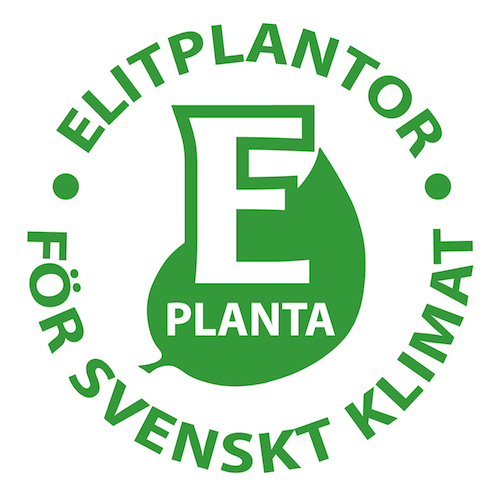 ELITPLANTOR
E
PLANTA
FÖR SVENSKT KLIMAT